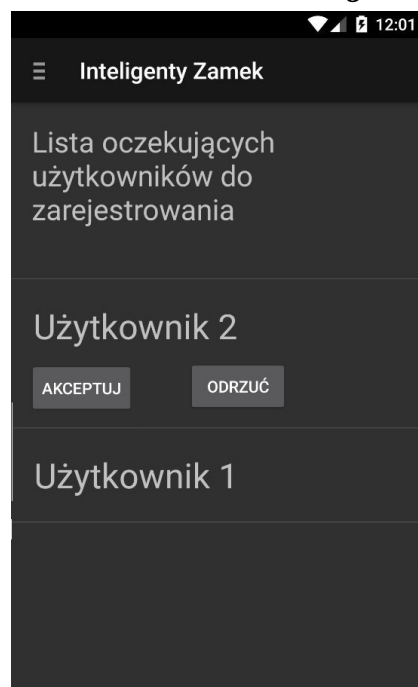 12:01
Inteligenty Zamek
Lista oczekujących
użytkowników do
zarejestrowania
Użytkownik 2
AKCEPTUJ ODRZUĆ
Użytkownik 1